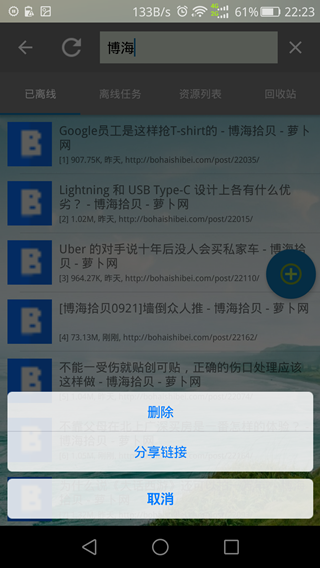 133B/s 61% 22:23
博海
已离线 离线任务 资源列表 回收站
Google员工是这样抢T-shirt的 - 博海拾贝 - 萝卜
网
[1] 907.75K, 昨天, http://bohaishibei.com/post/22035/
Lightning 和 USB Type-C 设计上各有什么优
劣？ - 博海拾贝 - 萝卜网
[2] 1.02M, 昨天, http://bohaishibei.com/post/22015/
Uber 的对手说十年后没人会买私家车 - 博海拾
贝 - 萝卜网
[3] 964.27K, 昨天, http://bohaishibei.com/post/22110/
[博海拾贝0921]墙倒众人推 - 博海拾贝 - 萝卜网
[4] 73.13M, 刚刚, http://bohaishibei.com/post/22162/
不能一受伤就贴创可贴，正确的伤口处理应该
这样做 - 萝卜网
删除
分享链接
取消